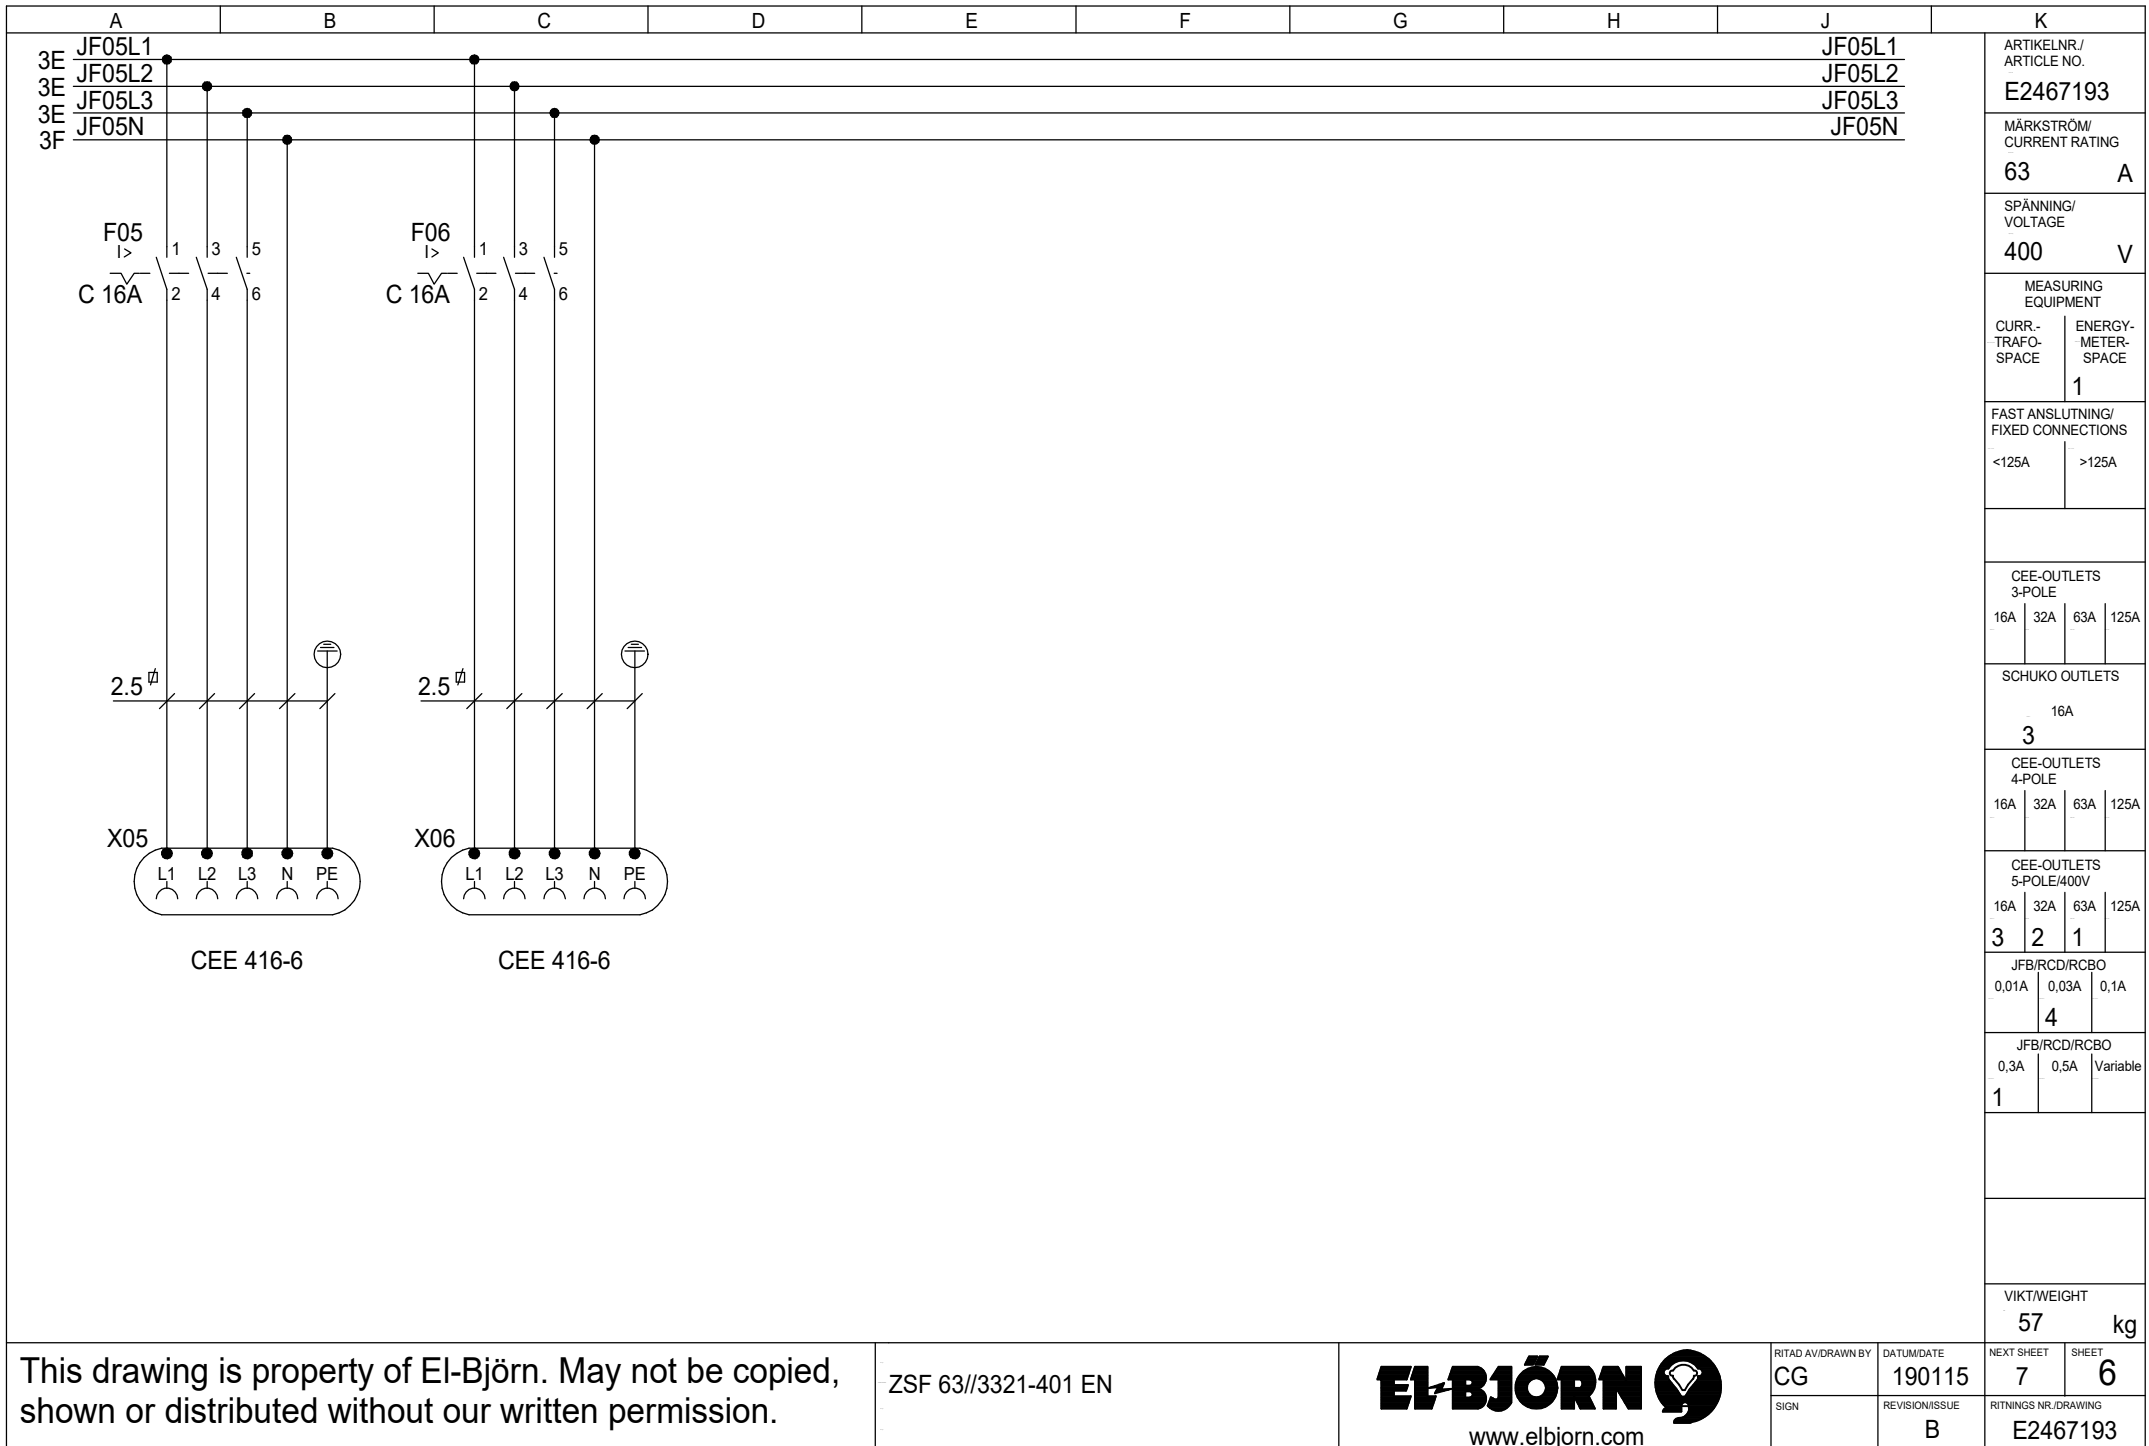 A B C D E F G H J K
JF05L1 JF05L1
3E
JF05L2 JF05L2
3E
JF05L3 JF05L3
3E
JF05N JF05N
3F
F05 F06
I> 1 3 5 I> 1 3 5
C 16A 2 4 6 C 16A 2 4 6
2.5 2.5
X05 X06
L1 L2 L3 N PE L1 L2 L3 N PE
CEE 416-6 CEE 416-6
ARTIKELNR./
ARTICLE NO.
E2467193
MÄRKSTRÖM/
CURRENT RATING
63 A
SPÄNNING/
VOLTAGE
400 V
MEASURING
EQUIPMENT
CURR.- ENERGY-
TRAFO- METER-
SPACE SPACE
1
FAST ANSLUTNING/
FIXED CONNECTIONS
<125A >125A
CEE-OUTLETS
3-POLE
16A 32A 63A 125A
SCHUKO OUTLETS
16A
3
CEE-OUTLETS
4-POLE
16A 32A 63A 125A
CEE-OUTLETS
5-POLE/400V
16A 32A 63A 125A
3 2 1
JFB/RCD/RCBO
0,01A 0,03A 0,1A
4
JFB/RCD/RCBO
0,3A 0,5A Variable
1
VIKT/WEIGHT
57 kg
This drawing is property of El-Björn. May not be copied,
shown or distributed without our written permission.
ZSF 63//3321-401 EN
EL-BJÖRN
www.elbjorn.com
RITAD AV/DRAWN BY DATUM/DATE NEXT SHEET SHEET
CG 190115 7 6
SIGN REVISION/ISSUE RITNINGS NR./DRAWING
B E2467193